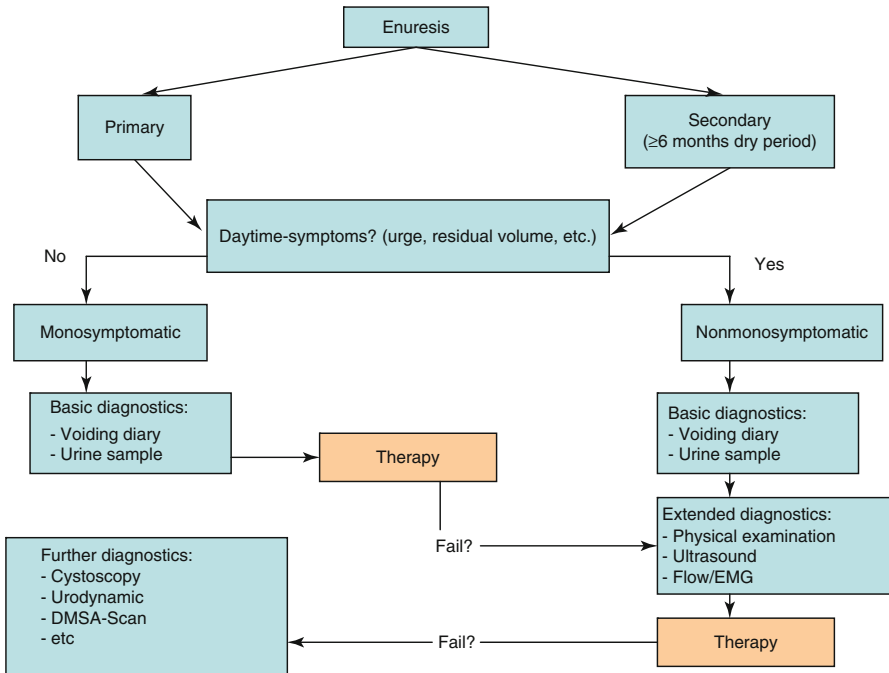 Enuresis
Primary
Secondary
(≥6 months dry period)
Daytime-symptoms? (urge, residual volume, etc.)
No
Yes
Monosymptomatic
Nonmonosymptomatic
Basic diagnostics:
- Voiding diary
- Urine sample
Basic diagnostics:
- Voiding diary
- Urine sample
Therapy
Fail?
Extended diagnostics:
- Physical examination
- Ultrasound
- Flow/EMG
Therapy
Fail?
Further diagnostics:
- Cystoscopy
- Urodynamic
- DMSA-Scan
- etc